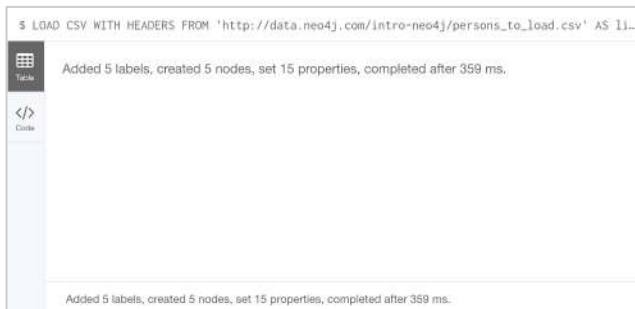 $ LOAD CSV WITH HEADERS FROM 'http://data.neo4j.com/intro-neo4j/persons_to_load.csv' AS li…
Table
Added 5 labels, created 5 nodes, set 15 properties, completed after 359 ms.
</>
Code
Added 5 labels, created 5 nodes, set 15 properties, completed after 359 ms.